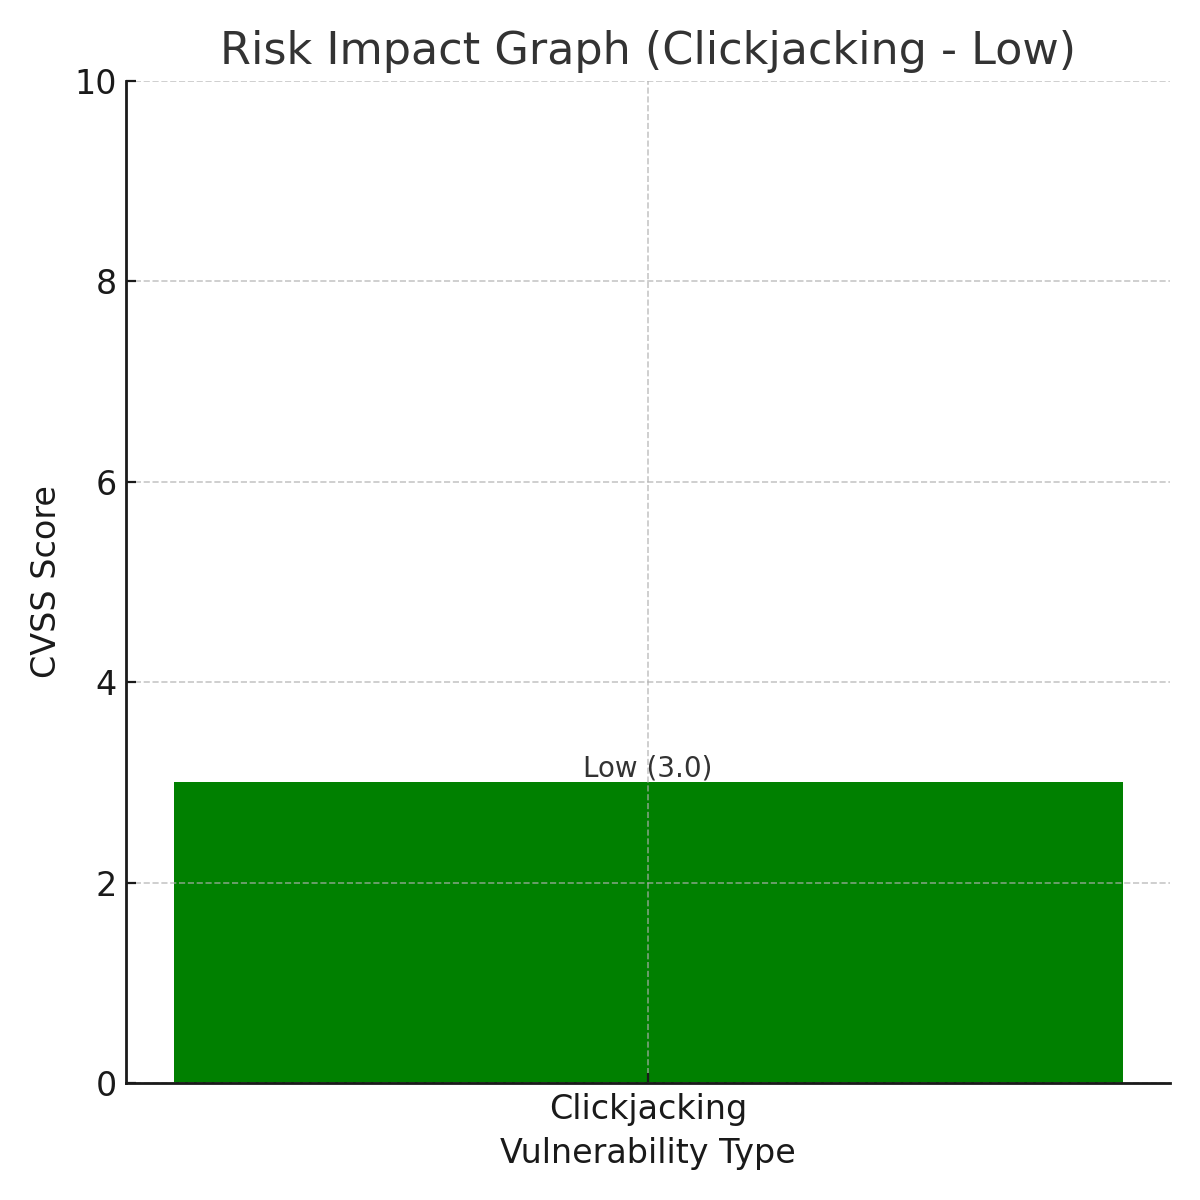 Risk Impact Graph (Clickjacking - Low)
10
8
6
4
2
0
CVSS Score
Low (3.0)
Clickjacking
Vulnerability Type